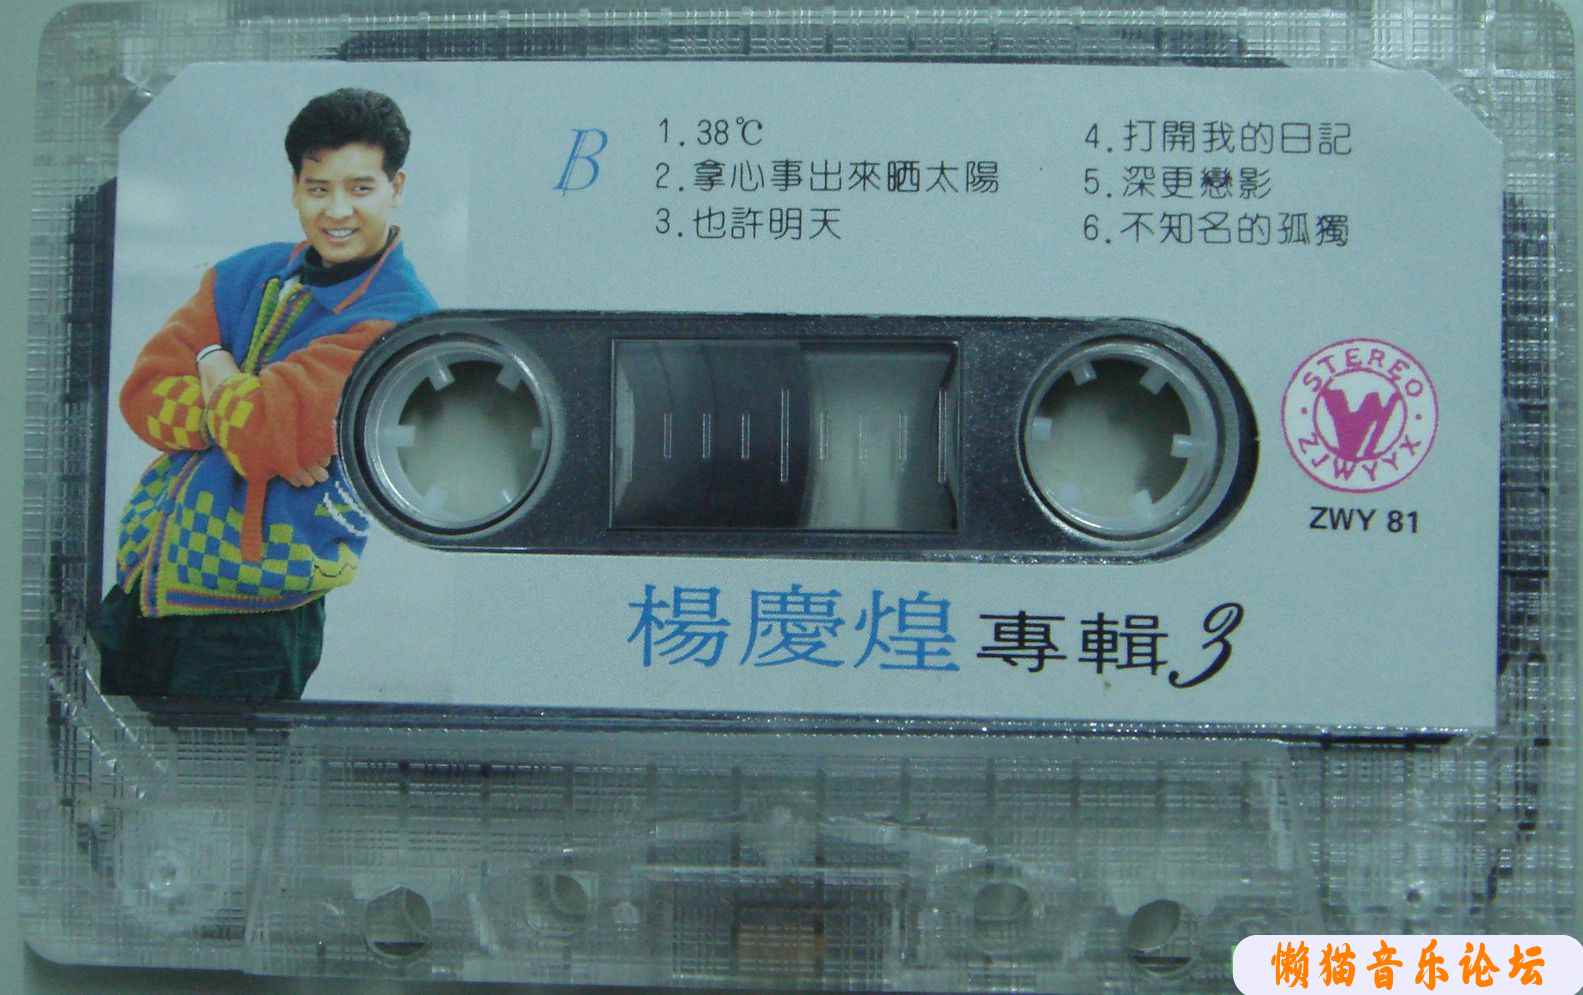 B
1.38℃
2.拿心事出來晒太陽
3.也許明天
4.打開我的日記
5.深更戀影
6.不知名的孤獨
STEREO
ZJWYYX
ZWY 81
楊慶煌 專輯3
懒猫音乐论坛